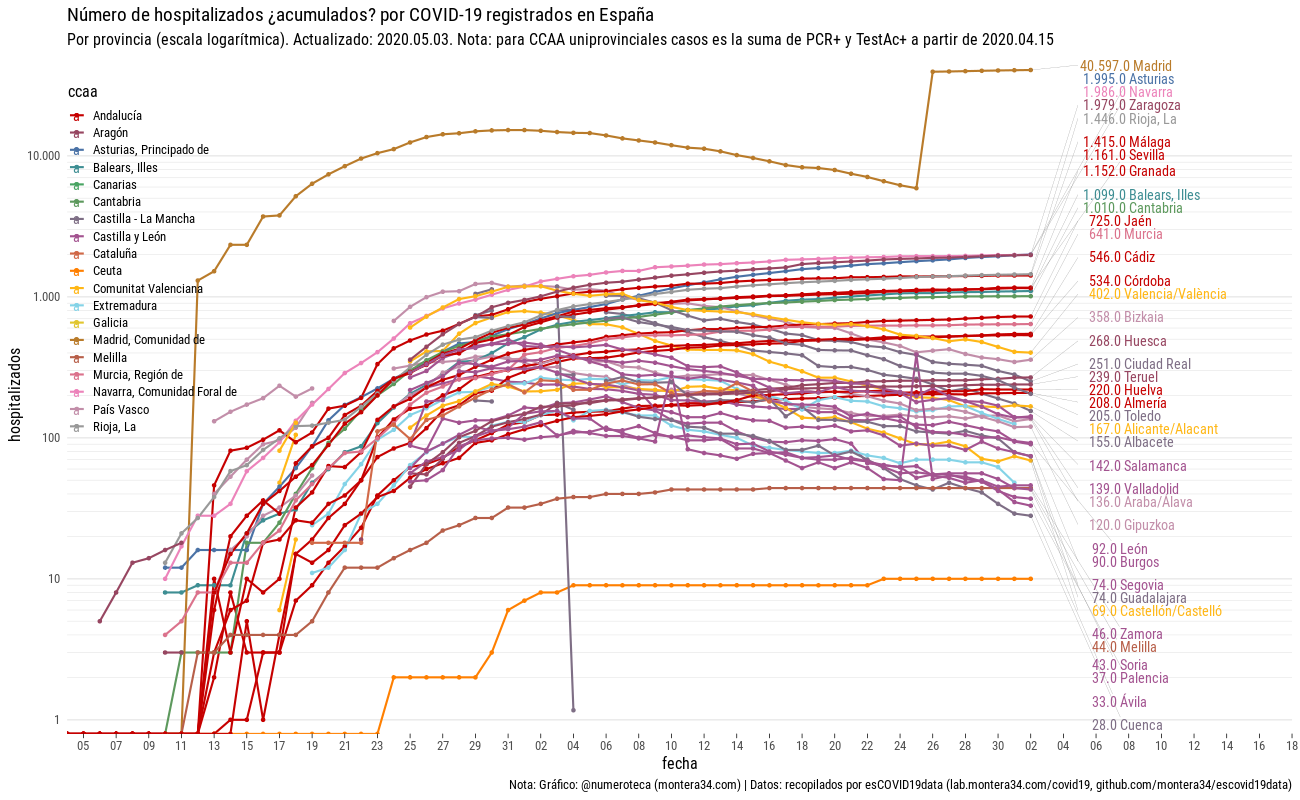 Número de hospitalizados ¿acumulados? por COVID-19 registrados en España
Por provincia (escala logarítmica). Actualizado: 2020.05.03. Nota: para CCAA uniprovinciales casos es la suma de PCR+ y TestAc+ a partir de 2020.04.15
ccaa
Andalucía
Aragón
Asturias, Principado de
Balears, Illes
Canarias
Cantabria
Castilla - La Mancha
Castilla y León
Cataluña
Ceuta
Comunitat Valenciana
Extremadura
Galicia
Madrid, Comunidad de
Melilla
Murcia, Región de
Navarra, Comunidad Foral de
País Vasco
Rioja, La
hospitalizados
10.000
1.000
100
10
1
40.597.0 Madrid
1.995.0 Asturias
1.986.0 Navarra
1.979.0 Zaragoza
1.446.0 Rioja, La
1.415.0 Málaga
1.161.0 Sevilla
1.152.0 Granada
1.099.0 Balears, Illes
1.010.0 Cantabria
725.0 Jaén
641.0 Murcia
546.0 Cádiz
534.0 Córdoba
402.0 Valencia/València
358.0 Bizkaia
268.0 Huesca
251.0 Ciudad Real
239.0 Teruel
220.0 Huelva
208.0 Almería
205.0 Toledo
167.0 Alicante/Alacant
155.0 Albacete
142.0 Salamanca
139.0 Valladolid
136.0 Araba/Álava
120.0 Gipuzkoa
92.0 León
90.0 Burgos
74.0 Segovia
74.0 Guadalajara
69.0 Castellón/Castelló
46.0 Zamora
44.0 Melilla
43.0 Soria
37.0 Palencia
33.0 Ávila
28.0 Cuenca
05 07 09 11 13 15 17 19 21 23 25 27 29 31 02 04 06 08 10 12 14 16 18 20 22 24 26 28 30 02 04 06 08 10 12 14 16 18
fecha
Nota: Gráfico: @numeroteca (montera34.com) | Datos: recopilados por esCOVID19data (lab.montera34.com/covid19, github.com/montera34/escovid19data)